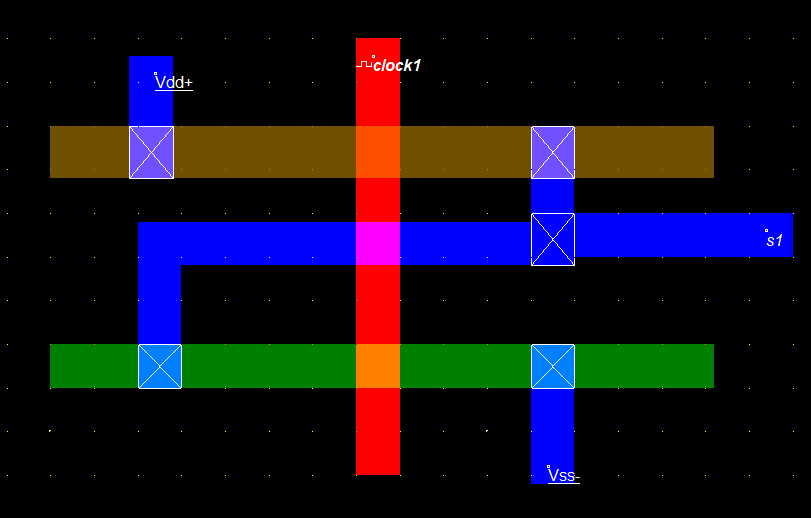 clock1
Vdd+
s1
Vss-